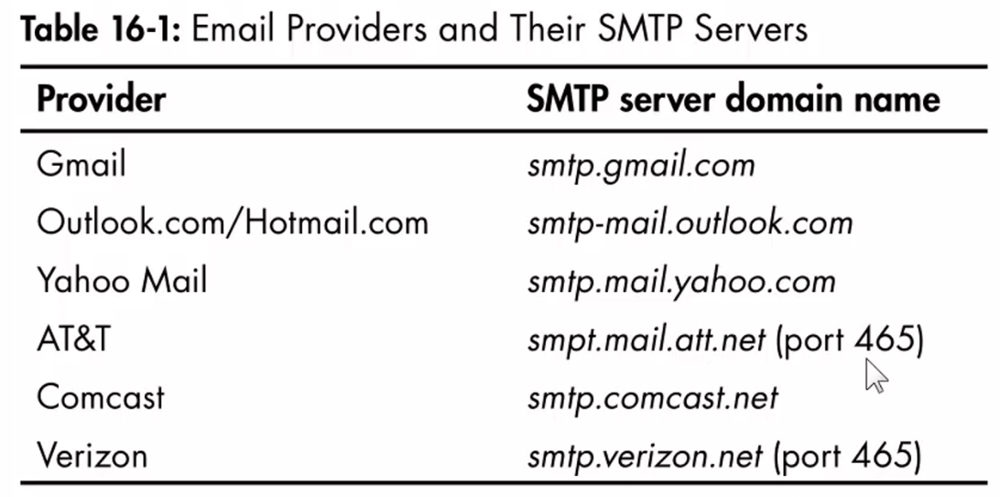 Table 16-1: Email Providers and Their SMTP Servers
Provider SMTP server domain name
Gmail smtp.gmail.com
Outlook.com/Hotmail.com smtp-mail.outlook.com
Yahoo Mail smtp.mail.yahoo.com
AT&T smpt.mail.att.net (port 465)
Comcast smtp.comcast.net
Verizon smtp.verizon.net (port 465)